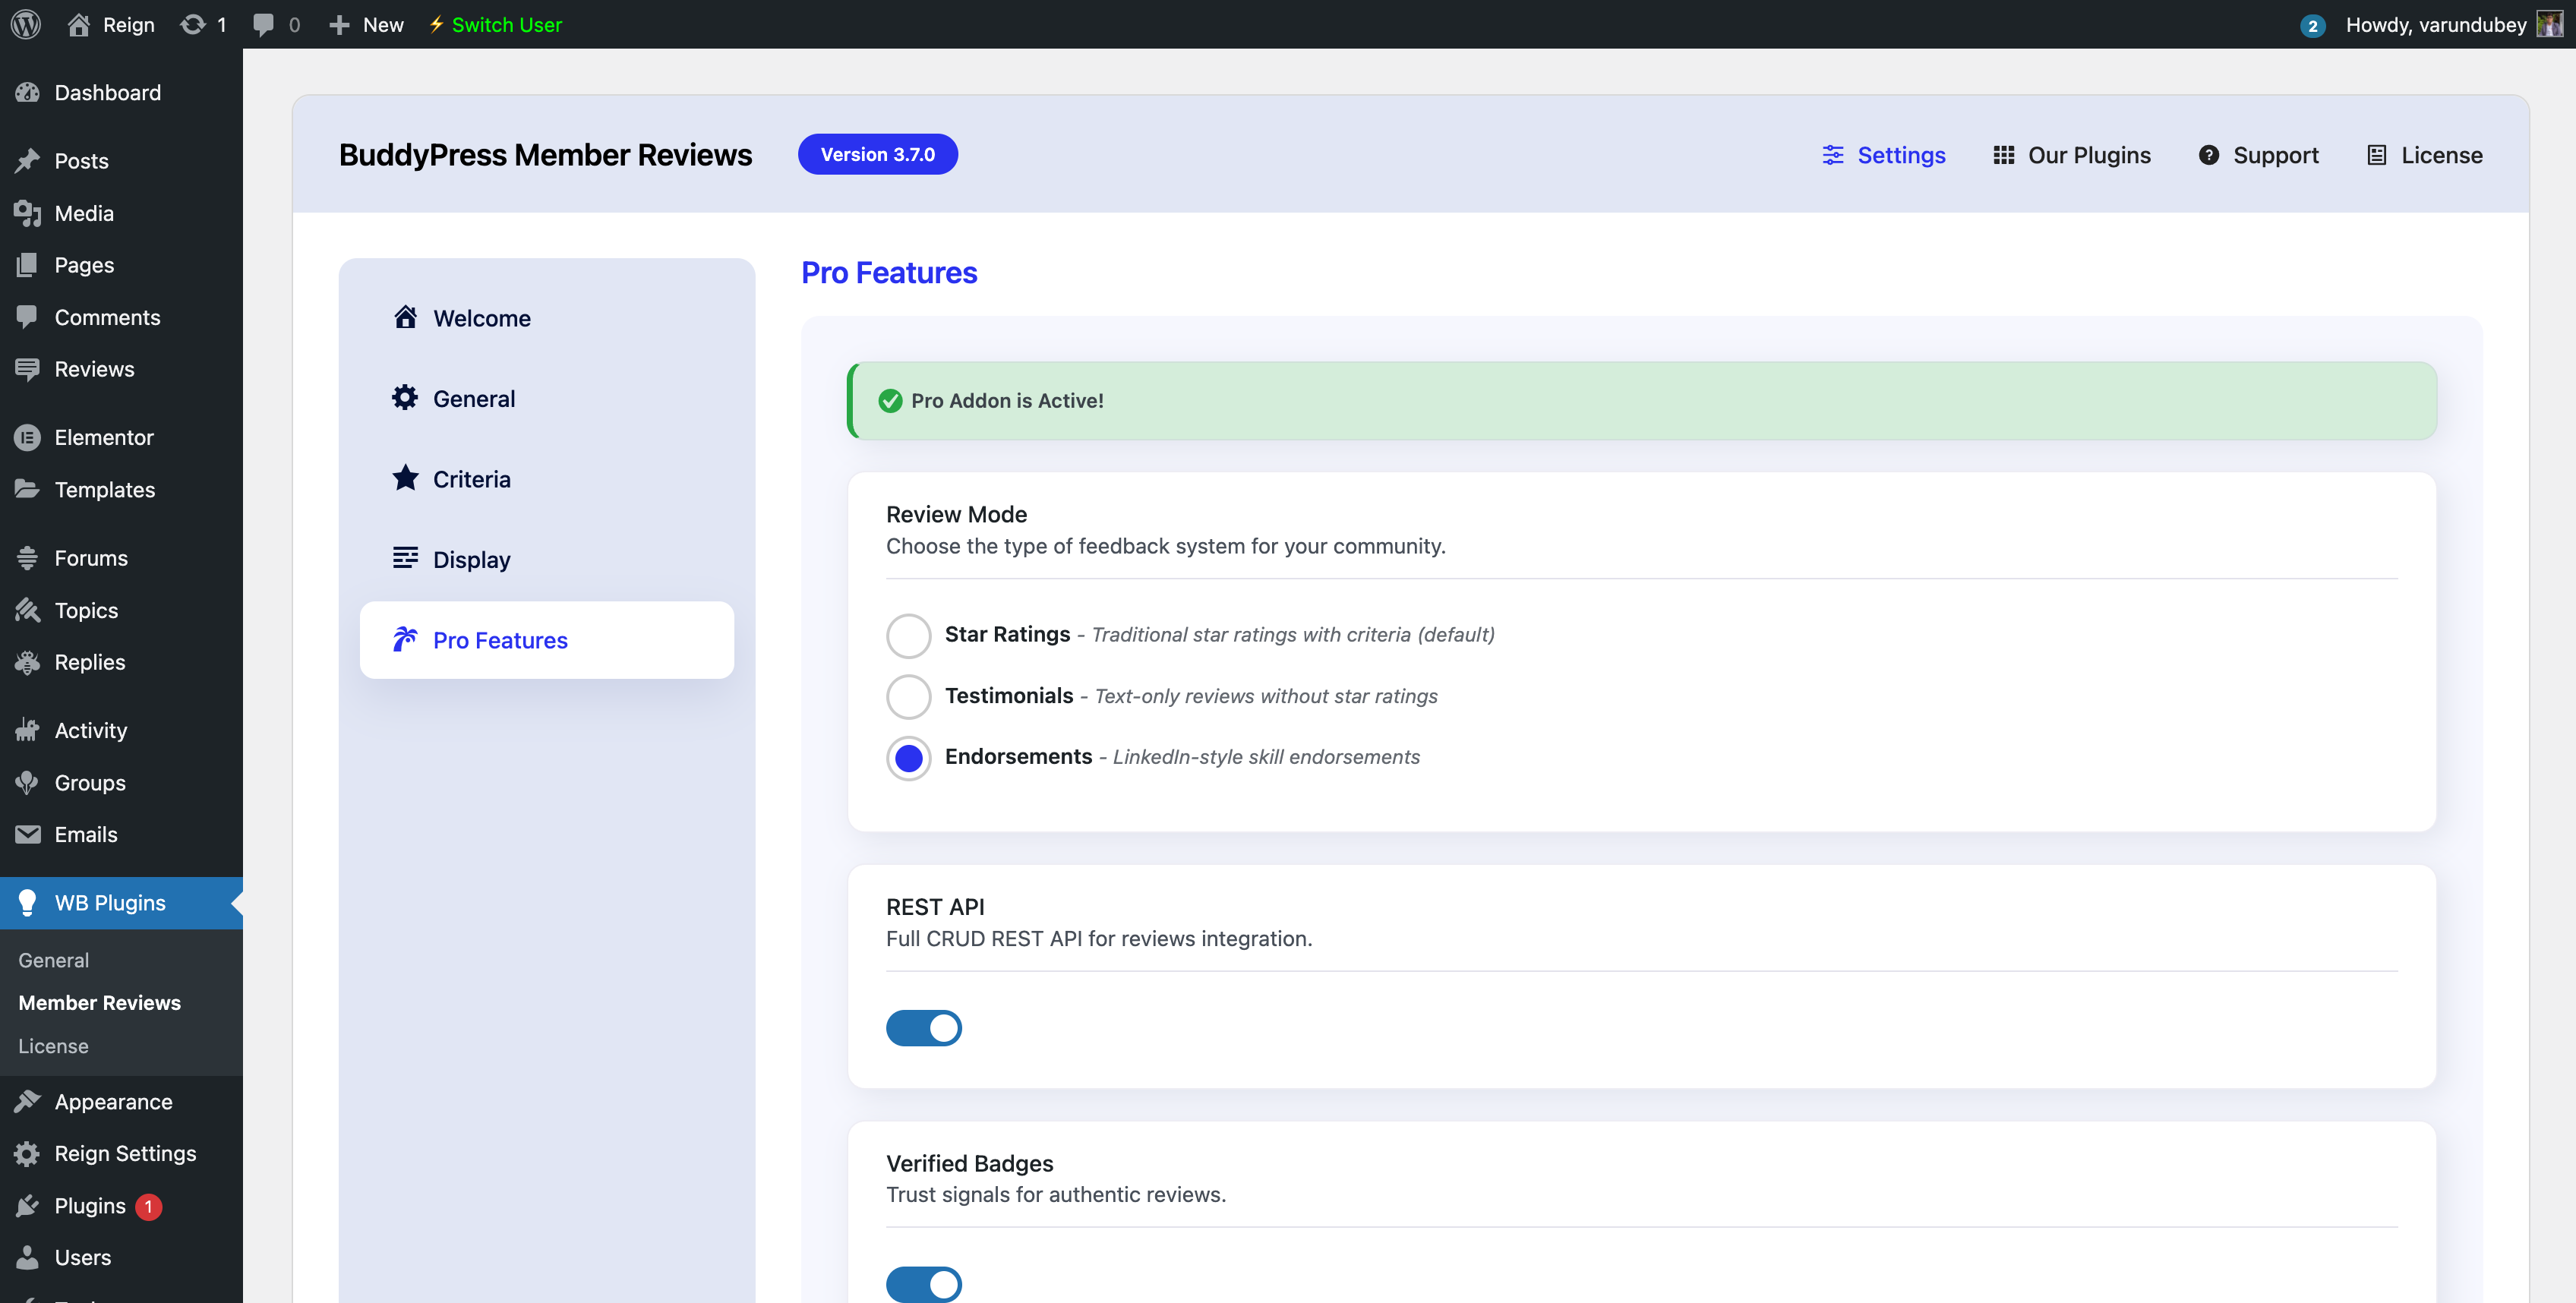 Reign
1
0
New
Switch User
2
Howdy, varundubey
Dashboard
Posts
Media
Pages
Comments
Reviews
Elementor
Templates
Forums
Topics
Replies
Activity
Groups
Emails
WB Plugins
General
Member Reviews
License
Appearance
Reign Settings
Plugins 1
Users
BuddyPress Member Reviews
Version 3.7.0
Settings
Our Plugins
Support
License
Welcome
General
Criteria
Display
Pro Features
Pro Features
Pro Addon is Active!
Review Mode
Choose the type of feedback system for your community.
Star Ratings - Traditional star ratings with criteria (default)
Testimonials - Text-only reviews without star ratings
Endorsements - LinkedIn-style skill endorsements
REST API
Full CRUD REST API for reviews integration.
Verified Badges
Trust signals for authentic reviews.